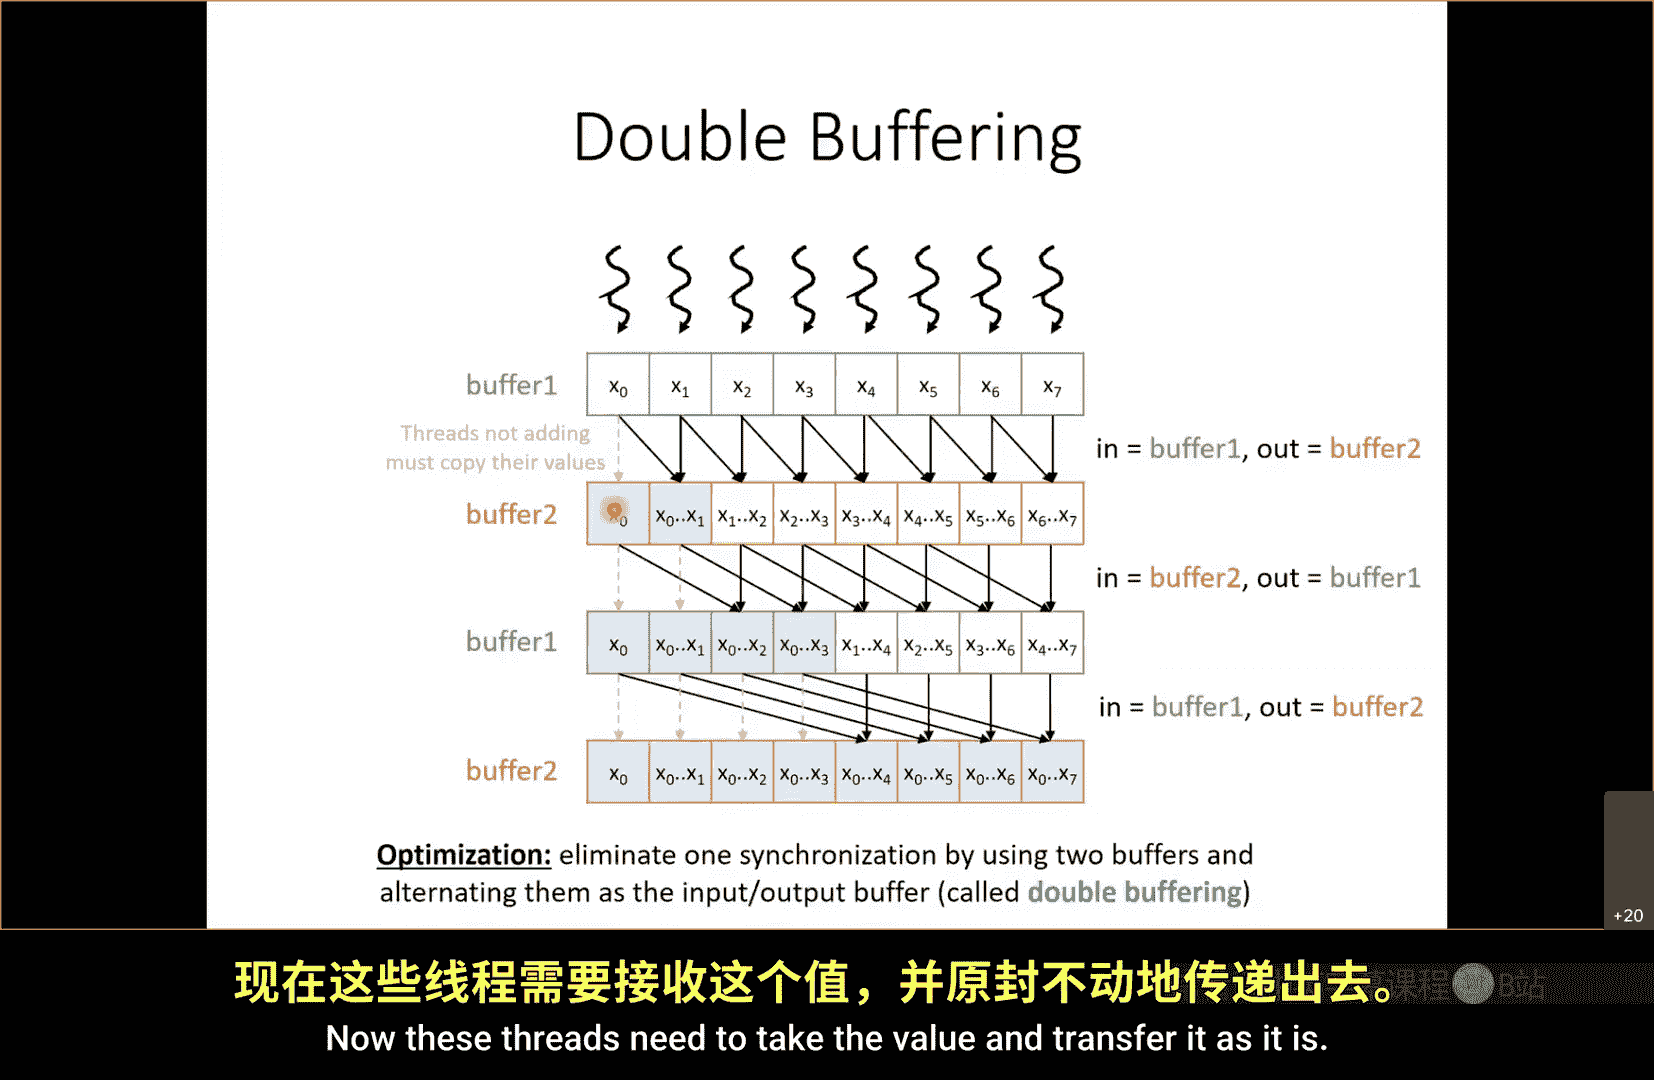 Double Buffering
buffer1 x₀ x₁ x₂ x₃ x₄ x₅ x₆ x₇
Threads not adding
must copy their values
in = buffer1, out = buffer2
buffer2 x₀ x₀..x₁ x₁..x₂ x₂..x₃ x₃..x₄ x₄..x₅ x₅..x₆ x₆..x₇
in = buffer2, out = buffer1
buffer1 x₀ x₀..x₁ x₀..x₂ x₀..x₃ x₁..x₄ x₂..x₅ x₃..x₆ x₄..x₇
in = buffer1, out = buffer2
buffer2 x₀ x₀..x₁ x₀..x₂ x₀..x₃ x₀..x₄ x₀..x₅ x₀..x₆ x₀..x₇
Optimization: eliminate one synchronization by using two buffers and
alternating them as the input/output buffer (called double buffering)
+20
现在这些线程需要接收这个值，并原封不动地传递出去。
课程 B站
Now these threads need to take the value and transfer it as it is.